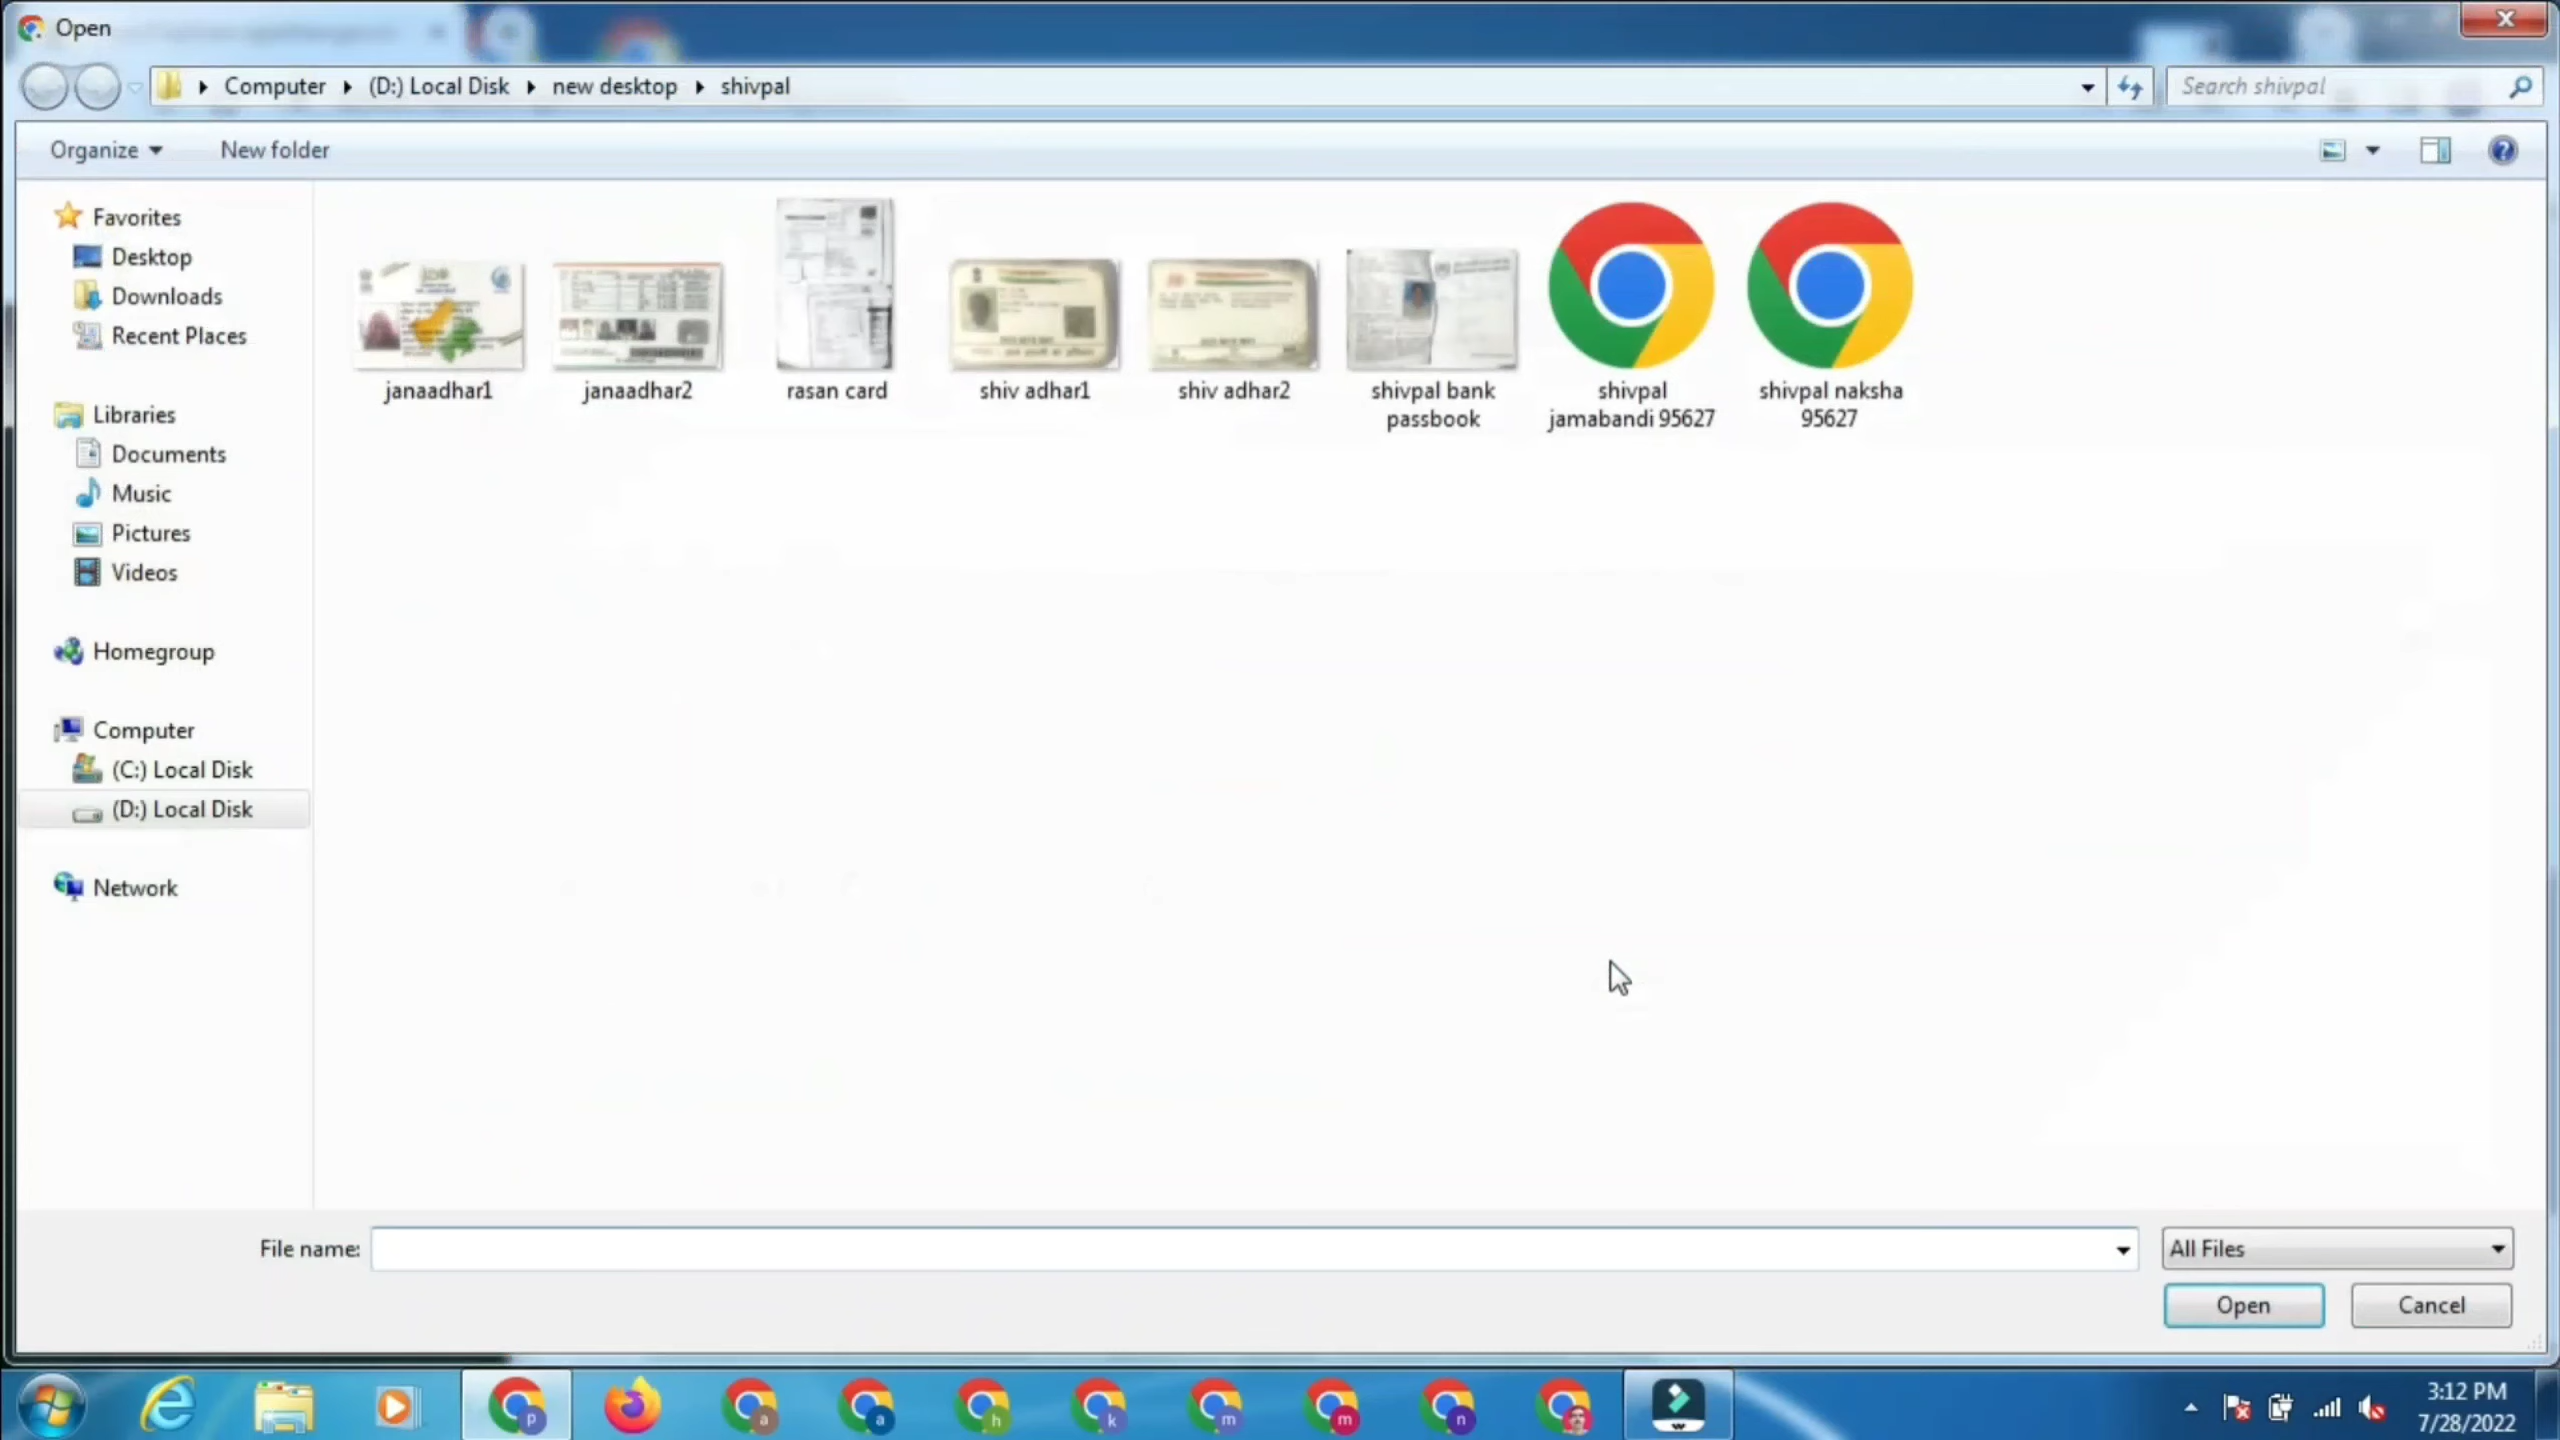 Open
Computer
(D:) Local Disk
new desktop
shivpal
Search shivpal
Organize
New folder
Favorites
Desktop
Downloads
Recent Places
Libraries
Documents
Music
Pictures
Videos
Homegroup
Computer
(C:) Local Disk
(D:) Local Disk
Network
janaadhar1
janaadhar2
rasan card
shiv adhar1
shiv adhar2
shivpal bank
passbook
shivpal
jamabandi 95627
shivpal naksha
95627
File name:
All Files
Open
Cancel
p
a
a
h
k
m
m
n
3:12 PM
7/28/2022